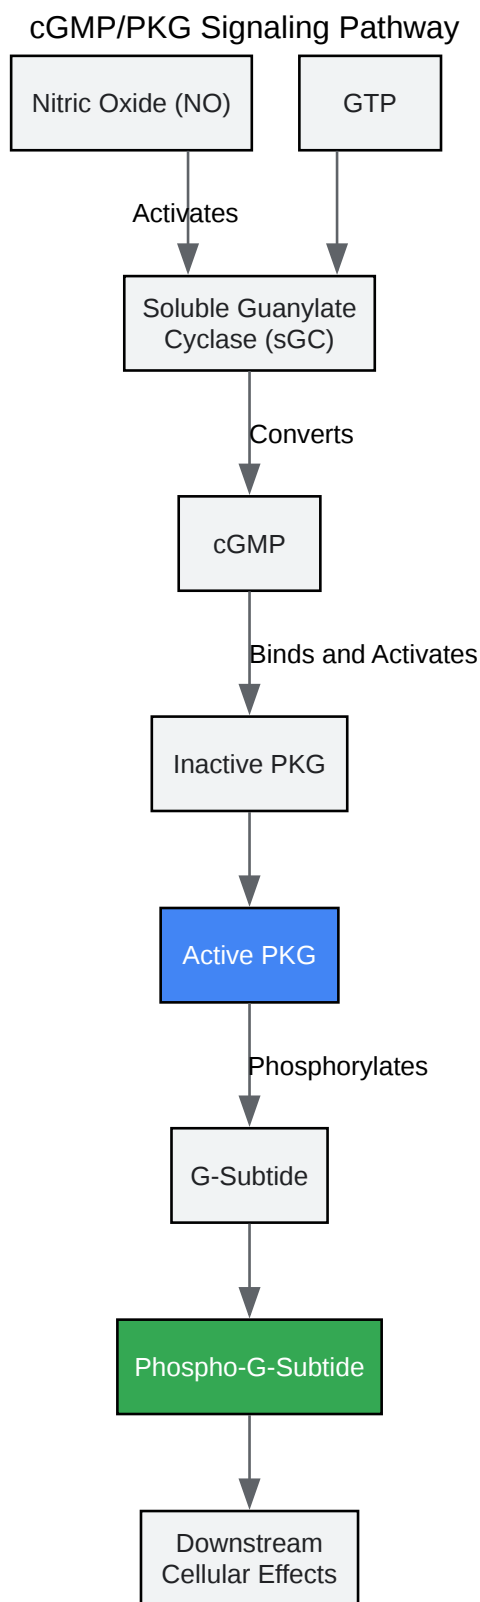 cGMP/PKG Signaling Pathway
Nitric Oxide (NO)
GTP
Activates
Soluble Guanylate
Cyclase (sGC)
Converts
cGMP
Binds and Activates
Inactive PKG
Active PKG
Phosphorylates
G-Subtide
Phospho-G-Subtide
Downstream
Cellular Effects